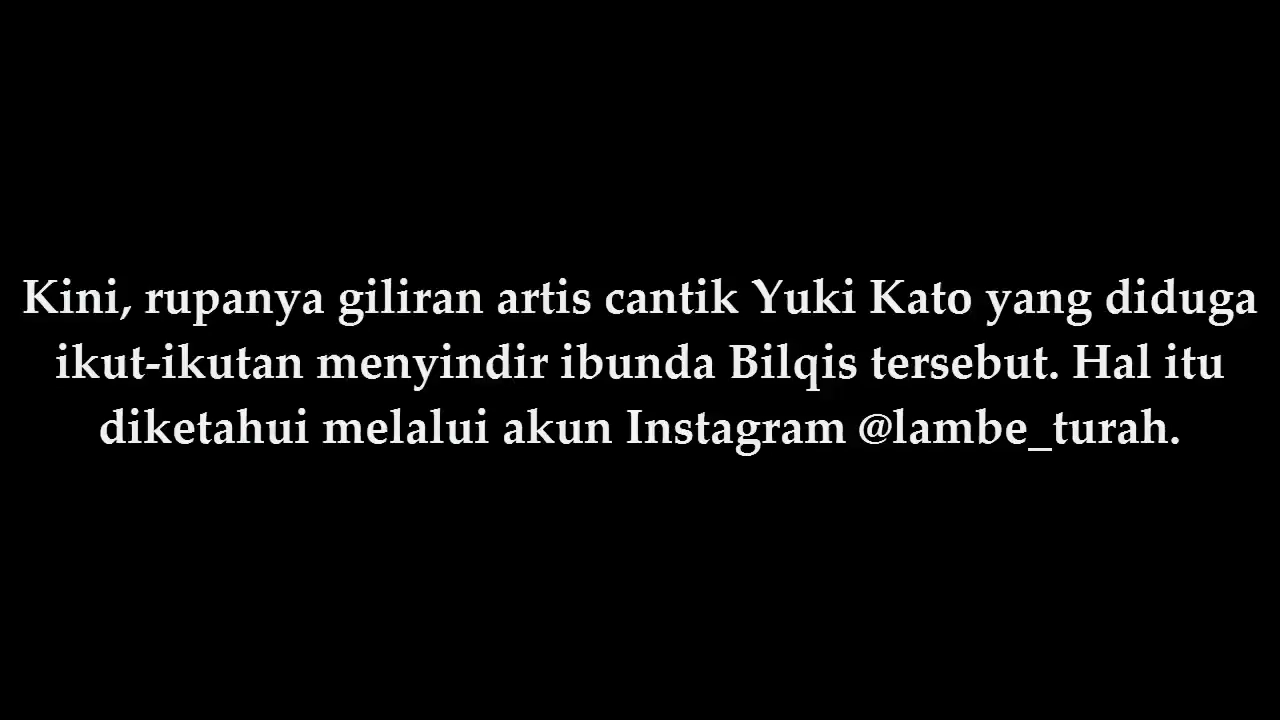 Kini, rupanya giliran artis cantik Yuki Kato yang diduga
ikut-ikutan menyindir ibunda Bilqis tersebut. Hal itu
diketahui melalui akun Instagram @lambe_turah.